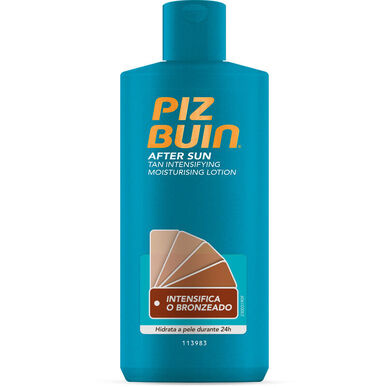 PIZ
BUIN®
AFTER SUN
TAN INTENSIFYING
MOISTURISING LOTION
INTENSIFICA
O BRONZEADO
Hidrata a pele durante 24h
113983